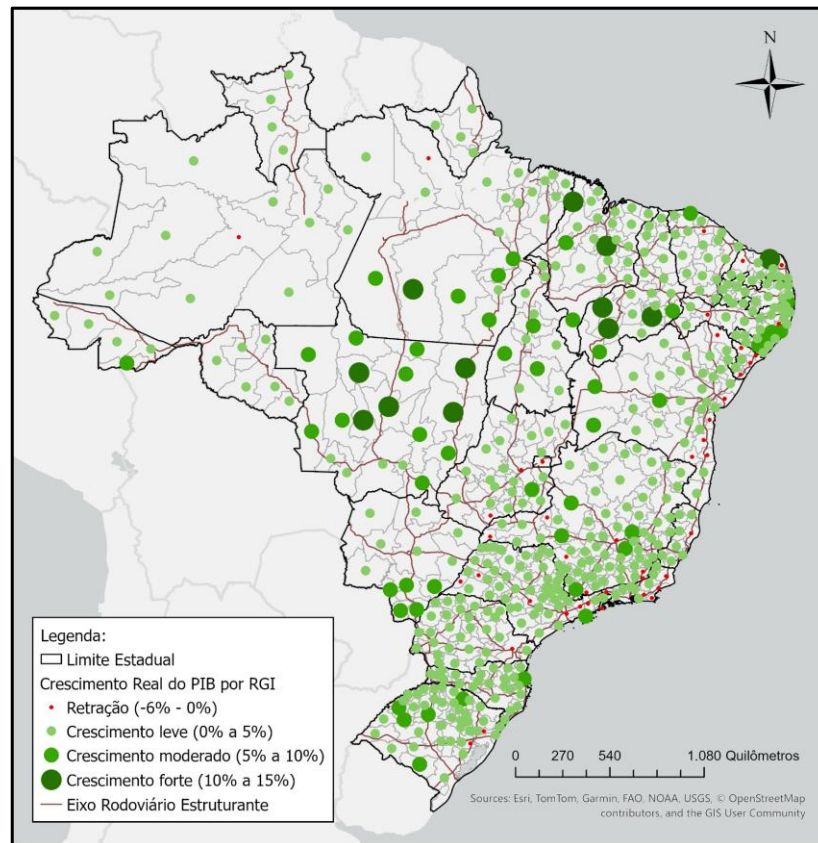 N
Legenda:
Limite Estadual
Crescimento Real do PIB por RGI
Retração (-6% - 0%)
Crescimento leve (0% a 5%)
Crescimento moderado (5% a 10%)
Crescimento forte (10% a 15%)
Eixo Rodoviário Estruturante
0 270 540 1.080 Quilômetros
Sources: Esri, TomTom, Garmin, FAO, NOAA, USGS, © OpenStreetMap
contributors, and the GIS User Community